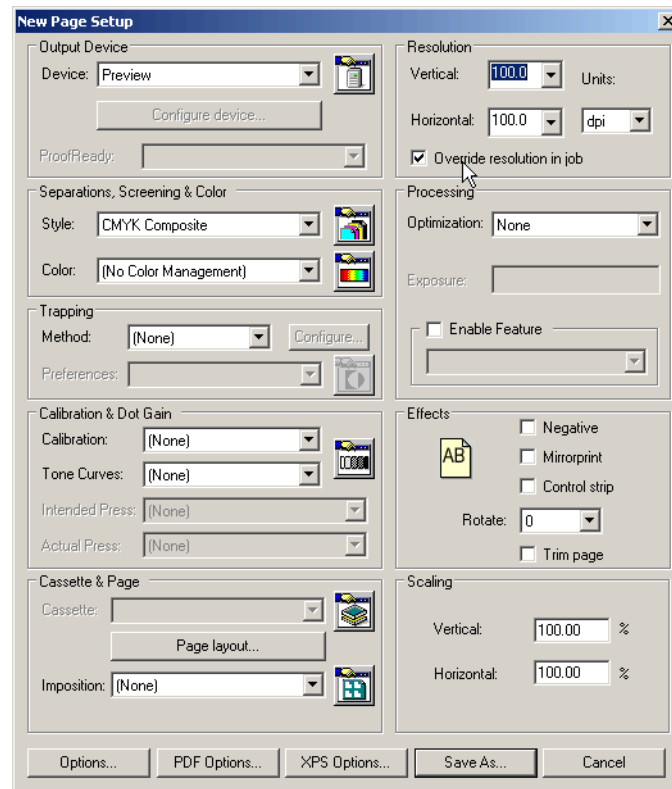 New Page Setup
Output Device
Device: Preview
Configure device...
ProofReady:
Separations, Screening & Color
Style: CMYK Composite
Color: (No Color Management)
Trapping
Method: (None) Configure...
Preferences:
Calibration & Dot Gain
Calibration: (None)
Tone Curves: (None)
Intended Press: (None)
Actual Press: (None)
Cassette & Page
Cassette:
Page layout...
Imposition: (None)
Resolution
Vertical: 100.0 Units:
Horizontal: 100.0 dpi
Override resolution in job
Processing
Optimization: None
Exposure:
Enable Feature
Effects
AB
Negative
Mirrorprint
Control strip
Rotate: 0
Trim page
Scaling
Vertical: 100.00 %
Horizontal: 100.00 %
Options... PDF Options... XPS Options... Save As... Cancel